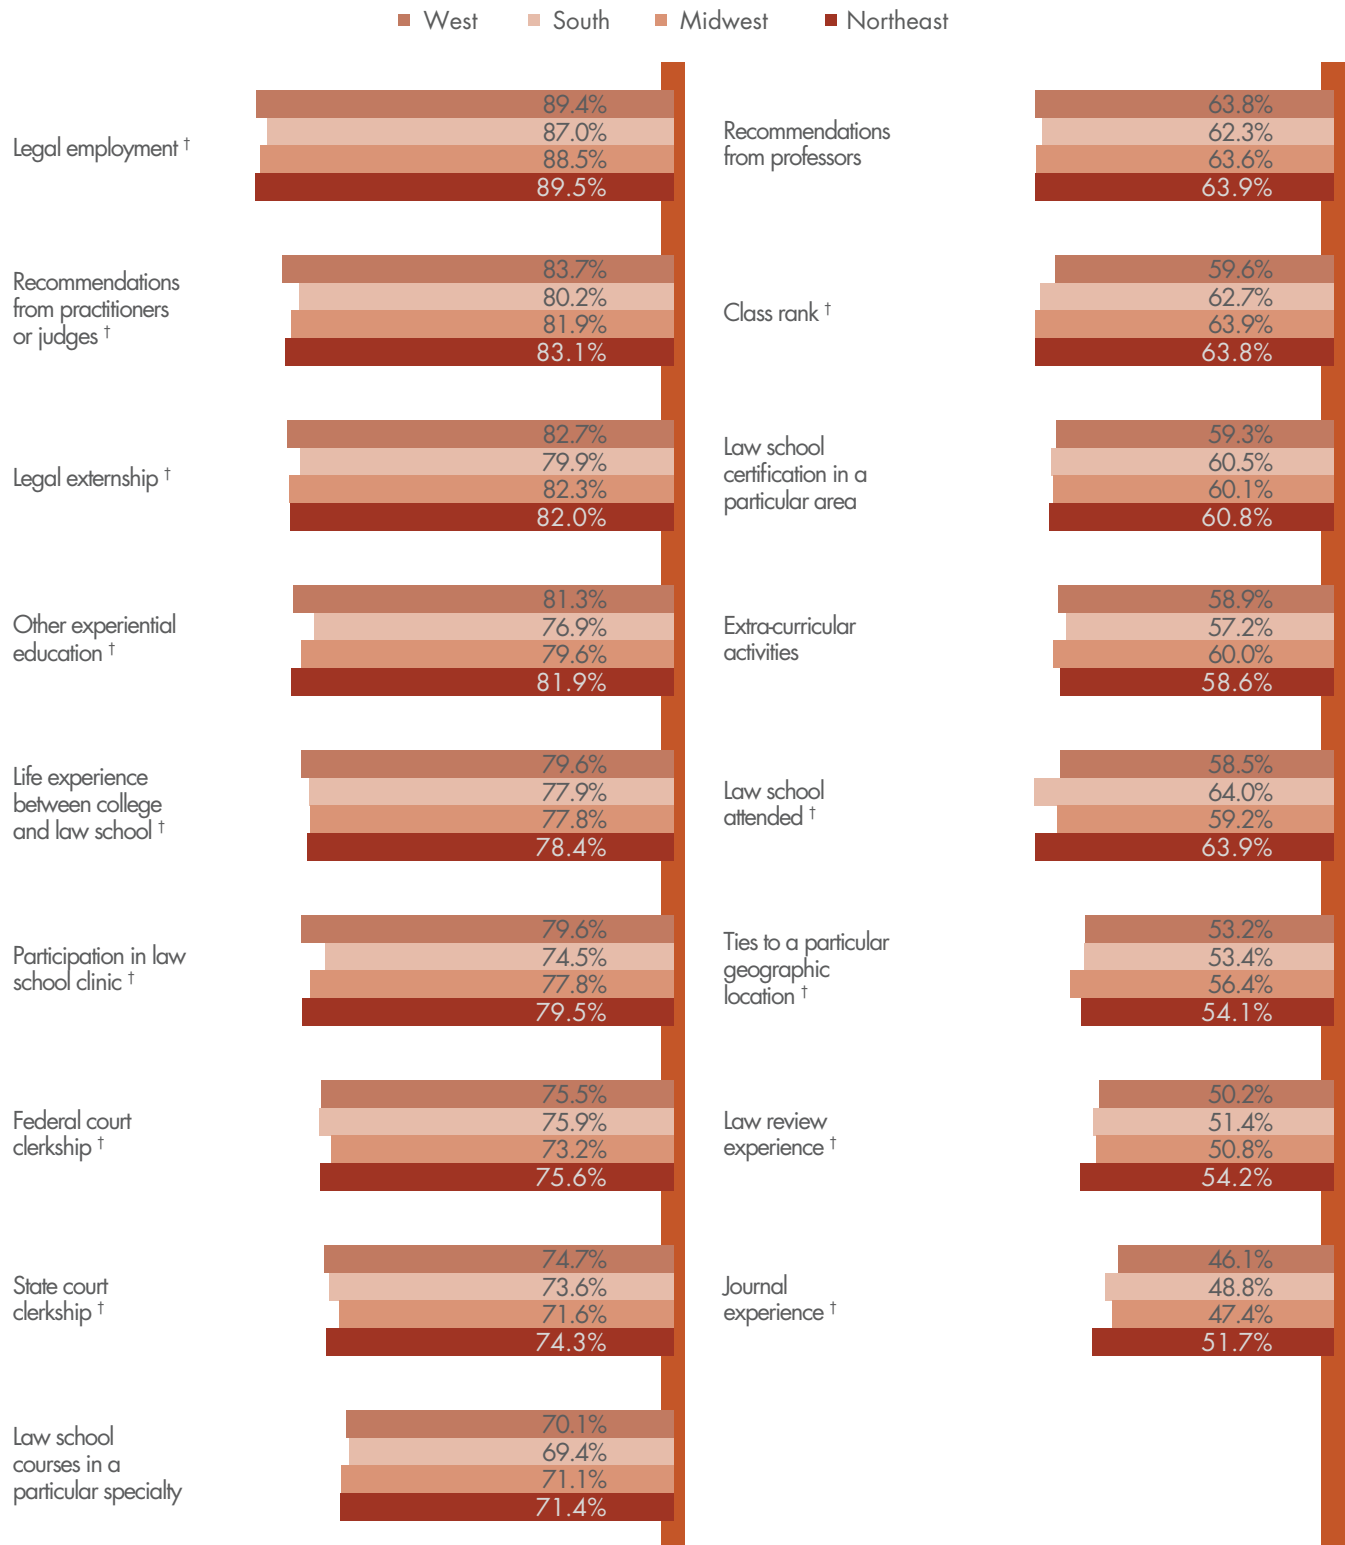 West South Midwest Northeast
Legal employment †
89.4%
87.0%
88.5%
89.5%
Recommendations
from practitioners
or judges †
83.7%
80.2%
81.9%
83.1%
Legal externship †
82.7%
79.9%
82.3%
82.0%
Other experiential
education †
81.3%
76.9%
79.6%
81.9%
Life experience
between college
and law school †
79.6%
77.9%
77.8%
78.4%
Participation in law
school clinic †
79.6%
74.5%
77.8%
79.5%
Federal court
clerkship †
75.5%
75.9%
73.2%
75.6%
State court
clerkship †
74.7%
73.6%
71.6%
74.3%
Law school
courses in a
particular specialty
70.1%
69.4%
71.1%
71.4%
Recommendations
from professors
63.8%
62.3%
63.6%
63.9%
Class rank †
59.6%
62.7%
63.9%
63.8%
Law school
certification in a
particular area
59.3%
60.5%
60.1%
60.8%
Extra-curricular
activities
58.9%
57.2%
60.0%
58.6%
Law school
attended †
58.5%
64.0%
59.2%
63.9%
Ties to a particular
geographic
location †
53.2%
53.4%
56.4%
54.1%
Law review
experience †
50.2%
51.4%
50.8%
54.2%
Journal
experience †
46.1%
48.8%
47.4%
51.7%